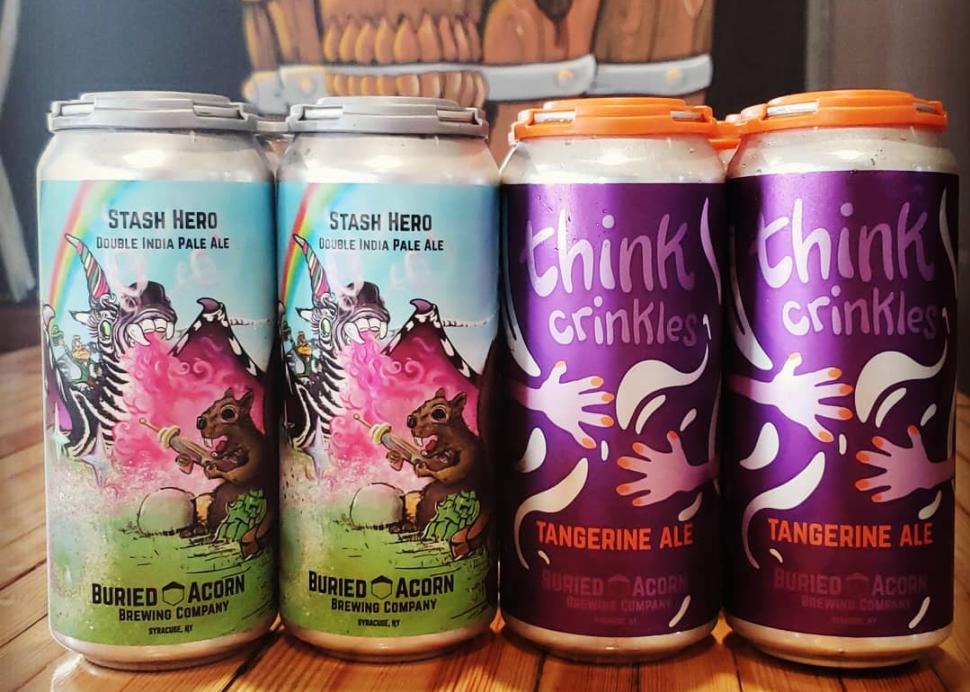 STASH HERO
DOUBLE INDIA PALE ALE
BURIED ACORN
BREWING COMPANY
SYRACUSE, NY
STASH HERO
DOUBLE INDIA PALE ALE
BURIED ACORN
BREWING COMPANY
SYRACUSE, NY
think
crinkles
TANGERINE ALE
BURIED ACORN
BREWING COMPANY
think
crinkles
TANGERINE ALE
BURIED ACORN
BREWING COMPANY